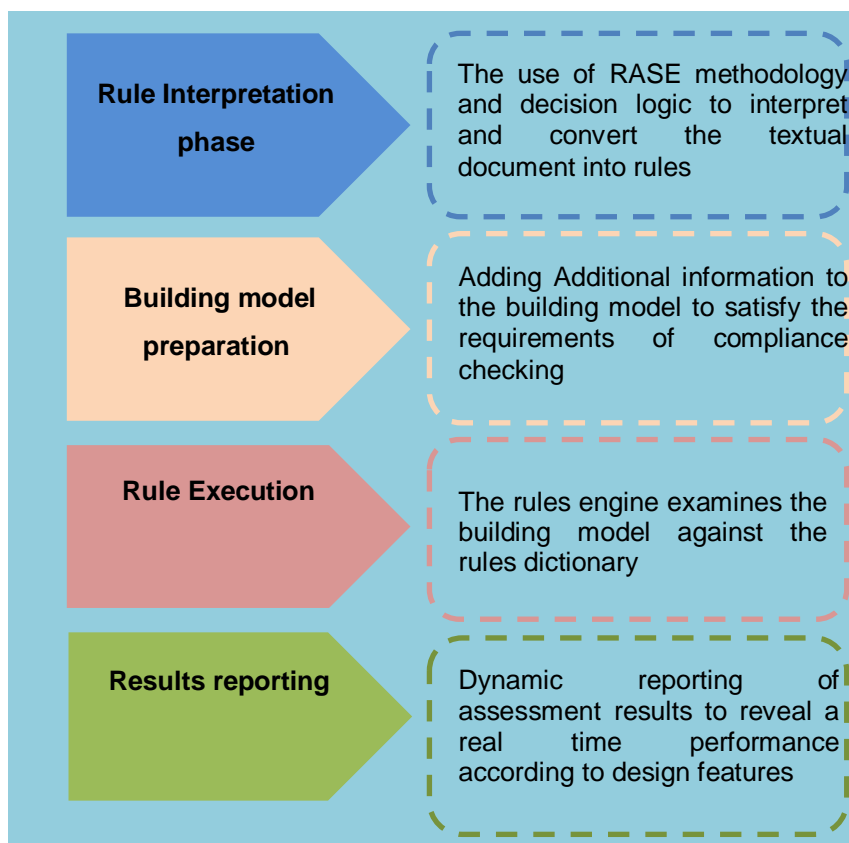 Rule Interpretation
phase
The use of RASE methodology
and decision logic to interpret
and convert the textual
document into rules
Building model
preparation
Adding Additional information to
the building model to satisfy the
requirements of compliance
checking
Rule Execution
The rules engine examines the
building model against the
rules dictionary
Results reporting
Dynamic reporting of
assessment results to reveal a
real time performance
according to design features